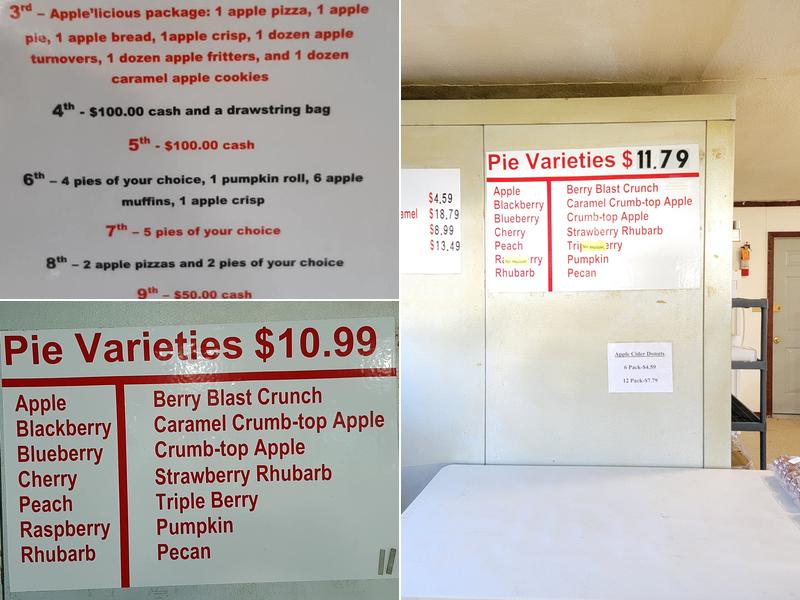 3rd – Apple'licious package: 1 apple pizza, 1 apple
pie, 1 apple bread, 1apple crisp, 1 dozen apple
turnovers, 1 dozen apple fritters, and 1 dozen
caramel apple cookies
4th - $100.00 cash and a drawstring bag
5th - $100.00 cash
6th – 4 pies of your choice, 1 pumpkin roll, 6 apple
muffins, 1 apple crisp
7th – 5 pies of your choice
8th – 2 apple pizzas and 2 pies of your choice
9th – $50.00 cash
Pie Varieties $10.99
Apple
Blackberry
Blueberry
Cherry
Peach
Raspberry
Rhubarb
Berry Blast Crunch
Caramel Crumb-top Apple
Crumb-top Apple
Strawberry Rhubarb
Triple Berry
Pumpkin
Pecan
$4.59
amel $18.79
$8.99
$13.49
Pie Varieties $11.79
Apple
Blackberry
Blueberry
Cherry
Peach
Rhubarb
Berry Blast Crunch
Caramel Crumb-top Apple
Crumb-top Apple
Strawberry Rhubarb
Pumpkin
Pecan
Apple Cider Donuts
6 Pack-$4.59
12 Pack-$7.79